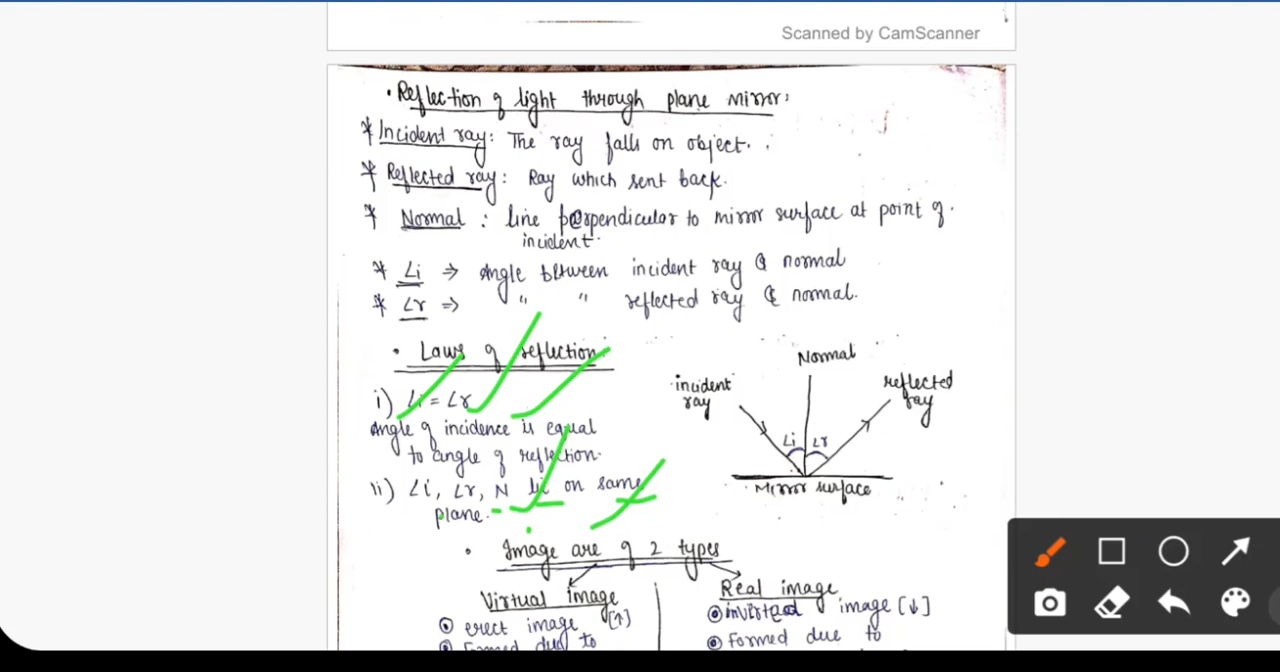 Scanned by CamScanner
• Reflection of light through plane mirror:
* Incident ray: The ray falls on object.
* Reflected ray: Ray which sent back.
* Normal: line perpendicular to mirror surface at point of
incident.
* ∠i ⇒ Angle between incident ray & normal
* ∠r ⇒ " " reflected ray & normal.
• Laws of reflection
i) ∠i = ∠r
Angle of incidence is equal
to angle of reflection.
ii) ∠i, ∠r, N lie on same
plane.
Normal
incident
ray
reflected
ray
∠i ∠r
Mirror surface
• Image are of 2 types
Virtual Image
erect image [↑]
Formed due to
Real image
inverted image [↓]
Formed due to